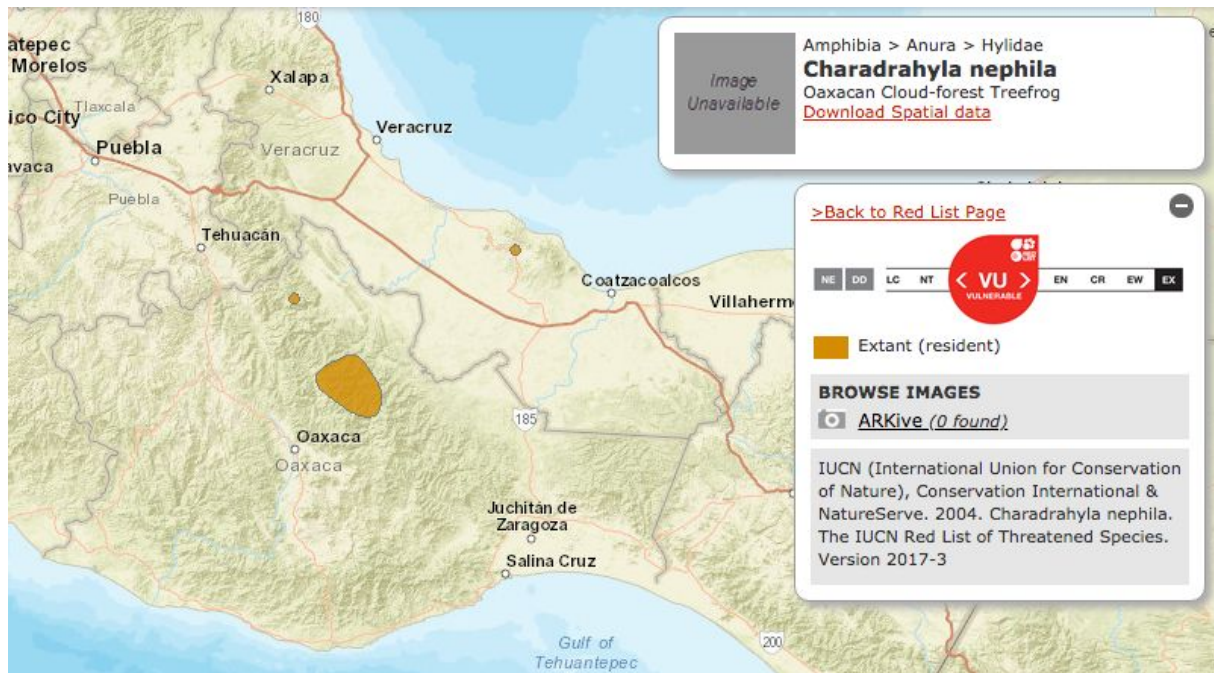 180
atepec
Morelos
Xalapa
Tlaxcala
ico City
Veracruz
Puebla
Veracruz
avaca
Puebla
Tehuacán
Coatzacoalcos
Villaherm
Oaxaca
Oaxaca
185
Juchitán de
Zaragoza
Salina Cruz
Gulf of
Tehuantepec
200
Image
Unavailable
Amphibia > Anura > Hylidae
Charadrahyla nephila
Oaxacan Cloud-forest Treefrog
Download Spatial data
>Back to Red List Page
NE DD LC NT < VU > EN CR EW EX
VULNERABLE
Extant (resident)
BROWSE IMAGES
ARKive (0 found)
IUCN (International Union for Conservation
of Nature), Conservation International &
NatureServe. 2004. Charadrahyla nephila.
The IUCN Red List of Threatened Species.
Version 2017-3